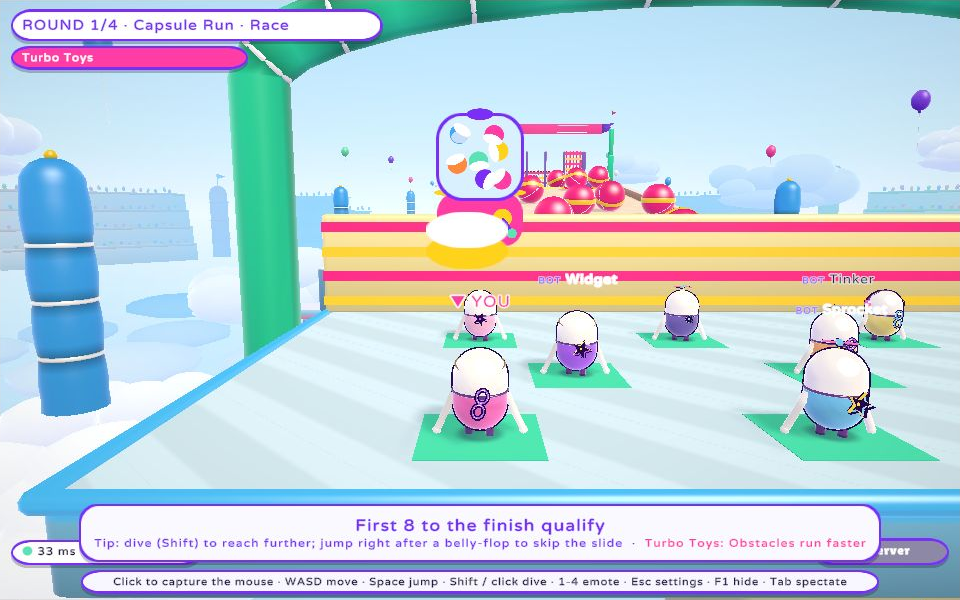 ROUND 1/4 · Capsule Run · Race
Turbo Toys
BOT Widget
BOT Tinker
▼ YOU
BOT Sprocket
8
First 8 to the finish qualify
Tip: dive (Shift) to reach further; jump right after a belly-flop to skip the slide · Turbo Toys: Obstacles run faster
33 ms
Click to capture the mouse · WASD move · Space jump · Shift / click dive · 1-4 emote · Esc settings · F1 hide · Tab spectate